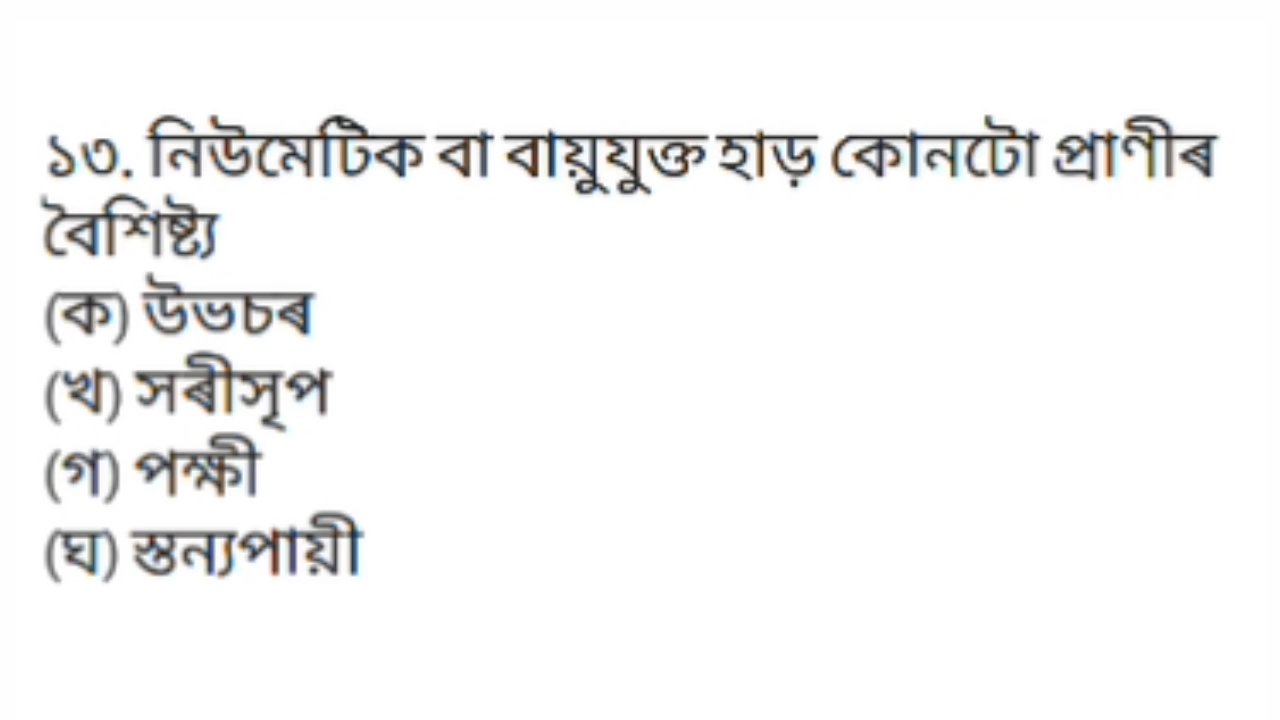 ১৩. নিউমেটিক বা বায়ুযুক্ত হাড় কোনটো প্ৰাণীৰ
বৈশিষ্ট্য
(ক) উভচৰ
(খ) সৰীসৃপ
(গ) পক্ষী
(ঘ) স্তন্যপায়ী